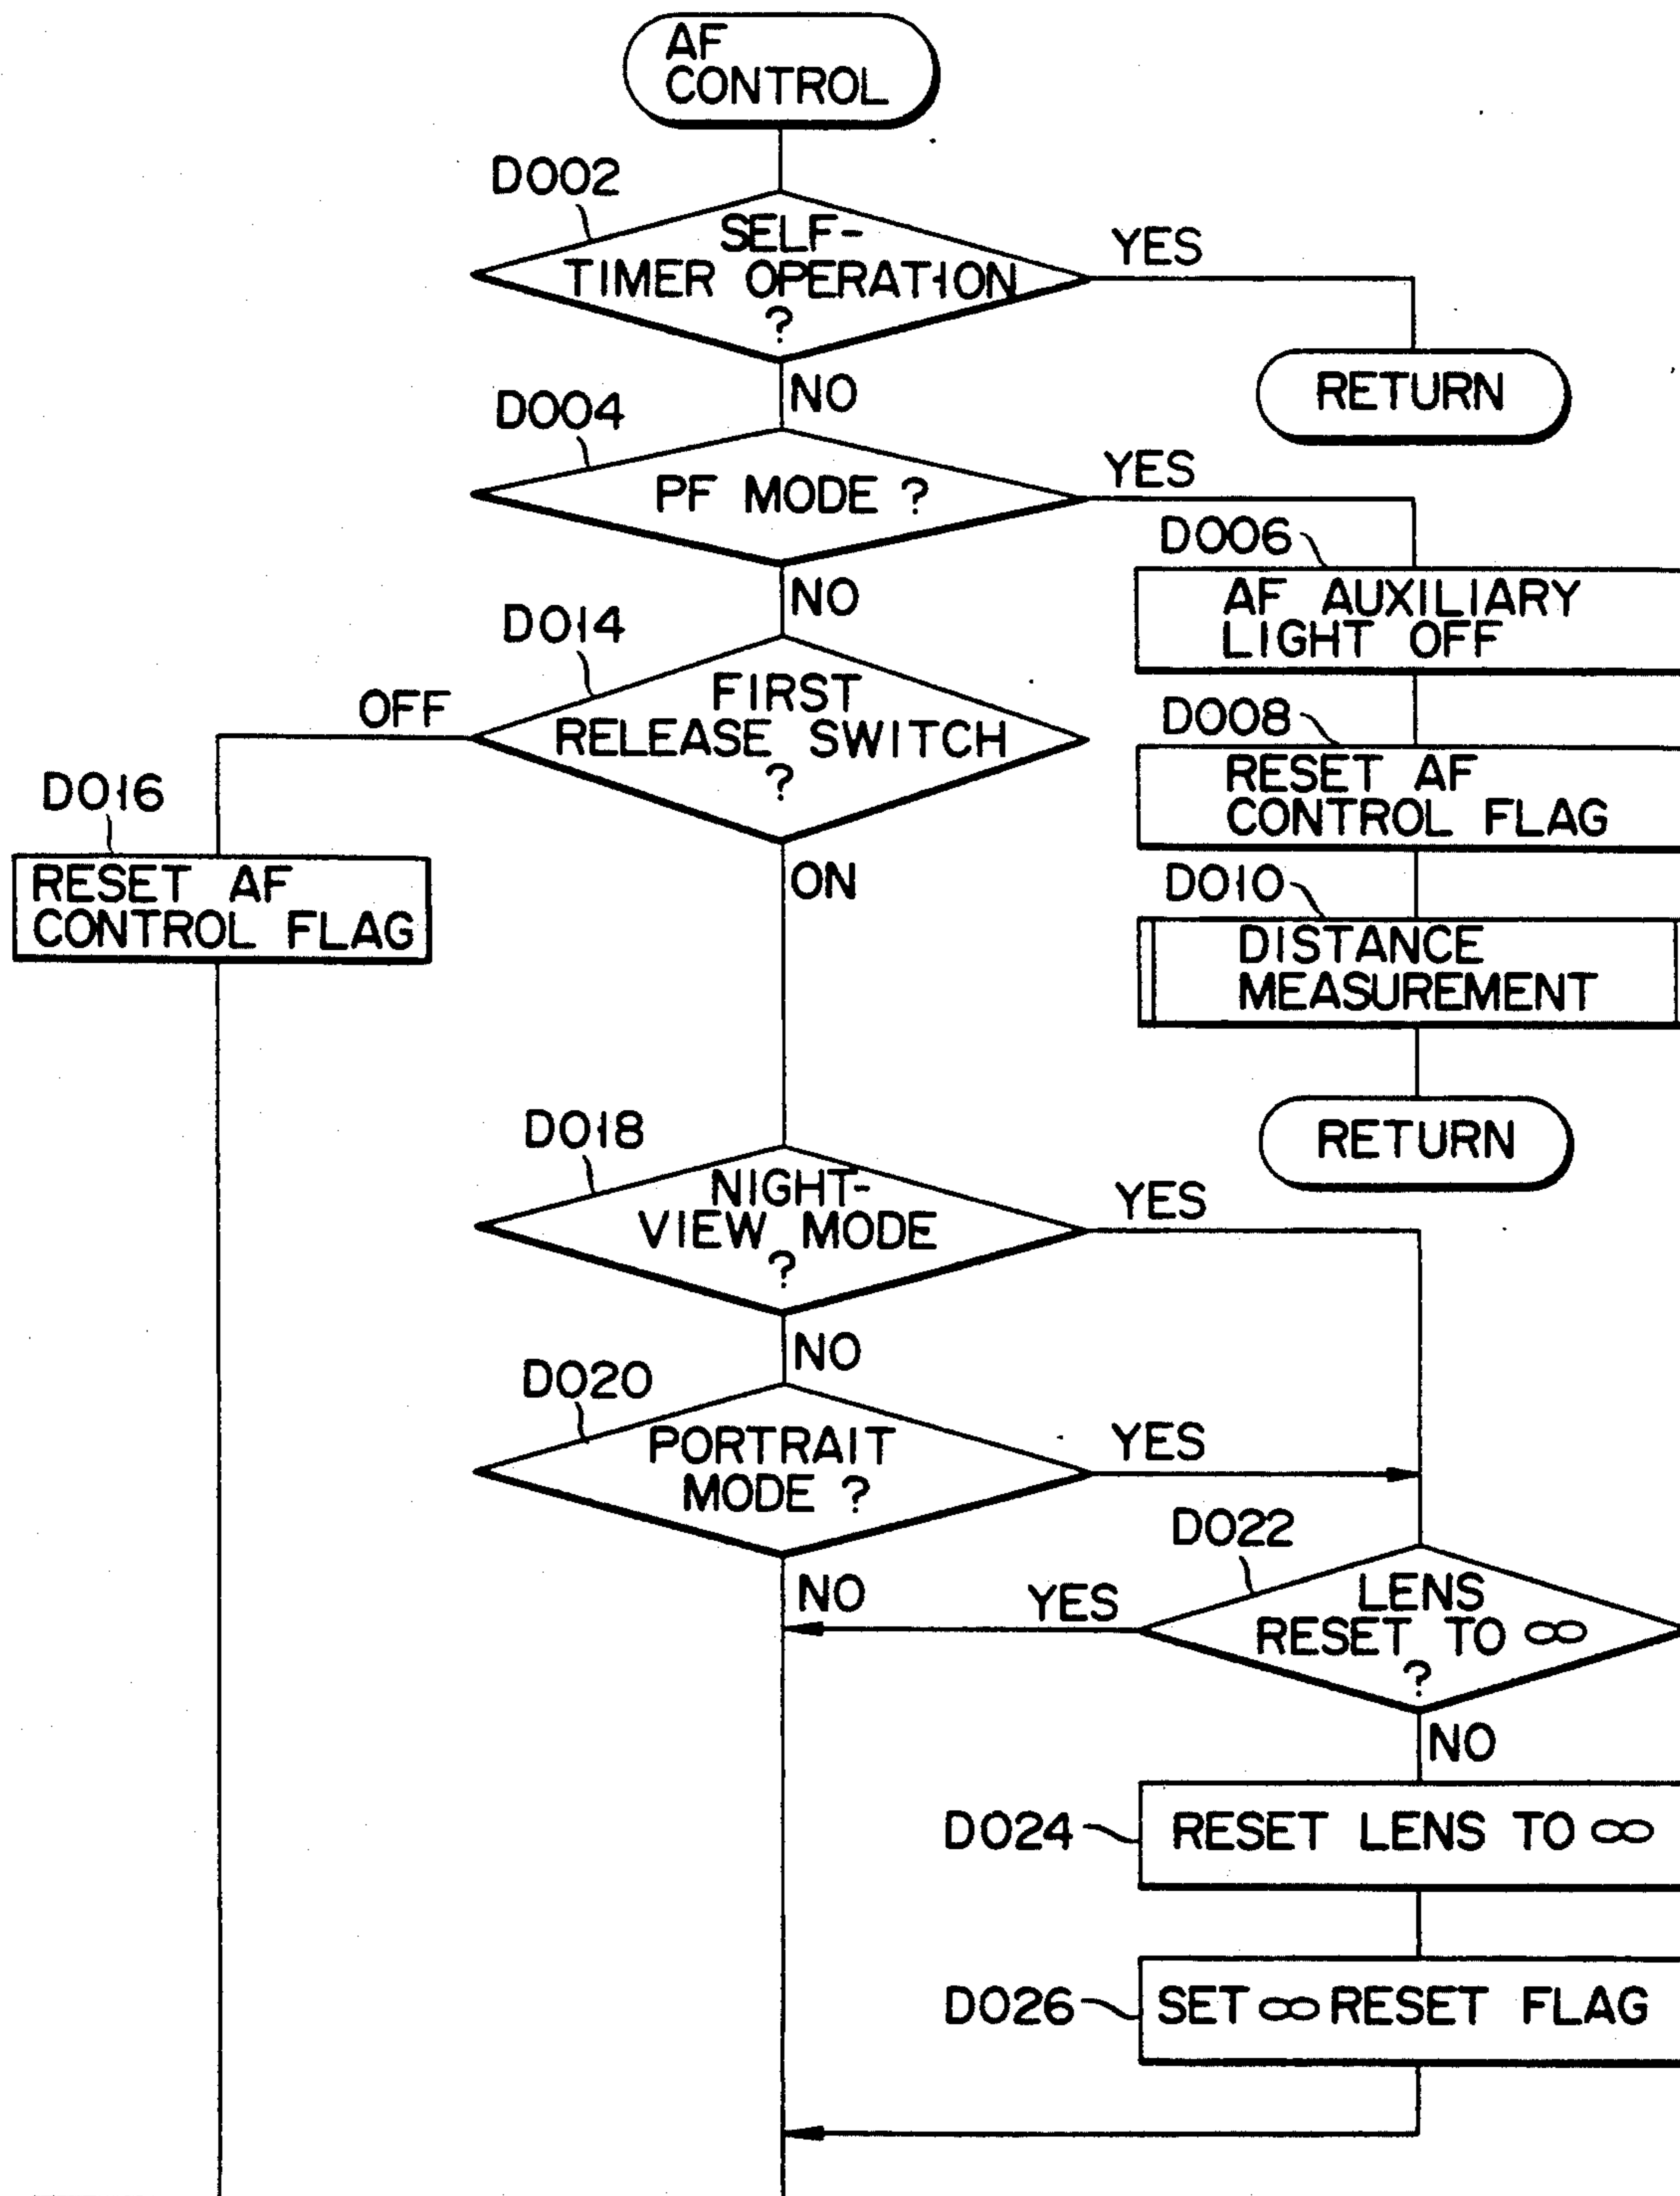 AF
CONTROL
D002
SELF-
TIMER OPERATION
?
YES
RETURN
NO
D004
PF MODE ?
YES
D006
AF AUXILIARY
LIGHT OFF
D008
RESET AF
CONTROL FLAG
D010
DISTANCE
MEASUREMENT
RETURN
NO
D014
FIRST
RELEASE SWITCH
?
OFF
D016
RESET AF
CONTROL FLAG
ON
D018
NIGHT-
VIEW MODE
?
YES
NO
D020
PORTRAIT
MODE ?
YES
NO
D022
LENS
RESET TO ∞
?
YES
NO
D024
RESET LENS TO ∞
D026
SET ∞ RESET FLAG